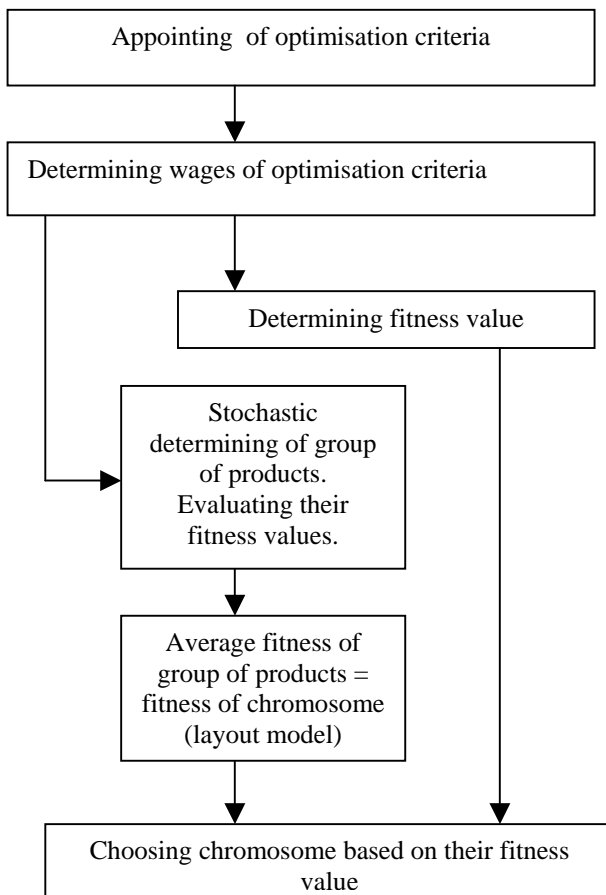 Appointing of optimisation criteria
Determining wages of optimisation criteria
Determining fitness value
Stochastic
determining of group
of products.
Evaluating their
fitness values.
Average fitness of
group of products =
fitness of chromosome
(layout model)
Choosing chromosome based on their fitness
value